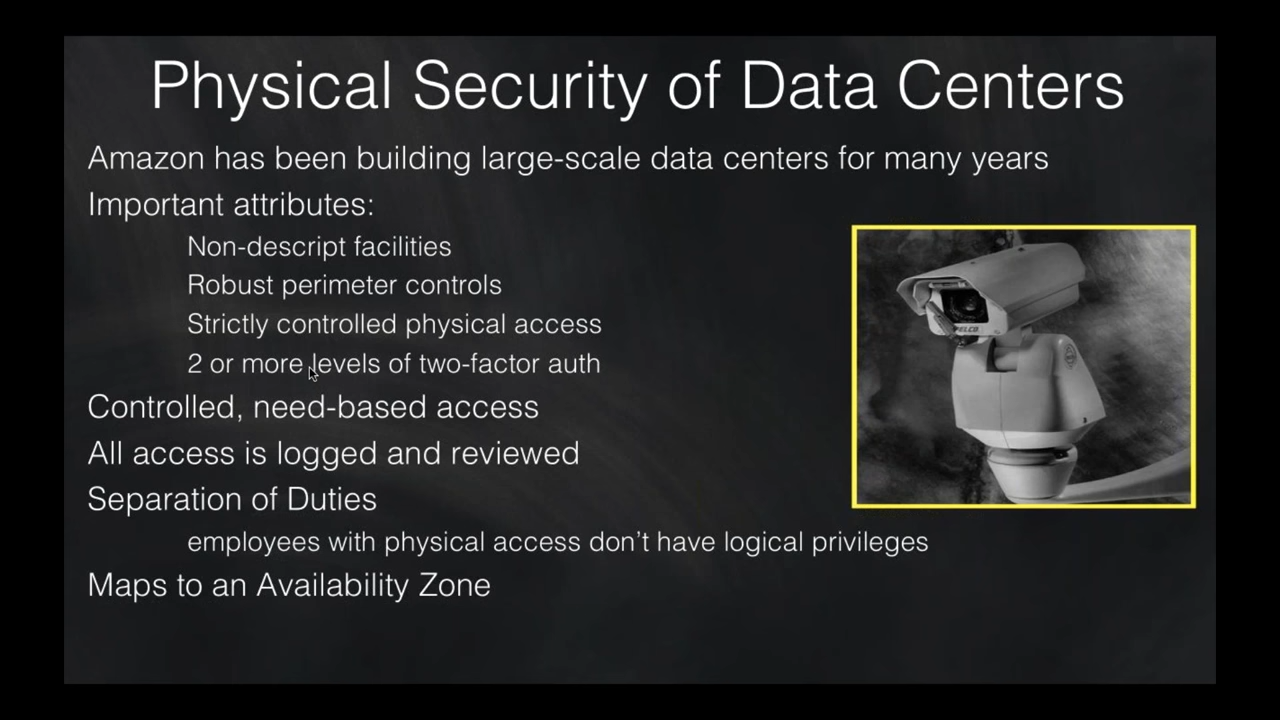 Physical Security of Data Centers
Amazon has been building large-scale data centers for many years
Important attributes:
Non-descript facilities
Robust perimeter controls
Strictly controlled physical access
2 or more levels of two-factor auth
Controlled, need-based access
All access is logged and reviewed
Separation of Duties
employees with physical access don't have logical privileges
Maps to an Availability Zone